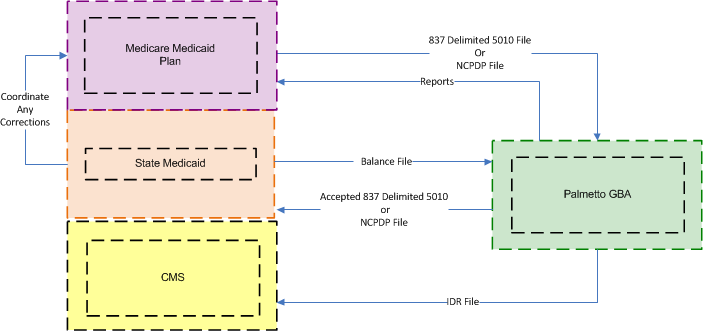 837 Delimited 5010 File
Or
NCPDP File
Medicare Medicaid
Plan
Reports
Coordinate
Any
Corrections
State Medicaid
Balance File
Palmetto GBA
Accepted 837 Delimited 5010
or
NCPDP File
CMS
IDR File